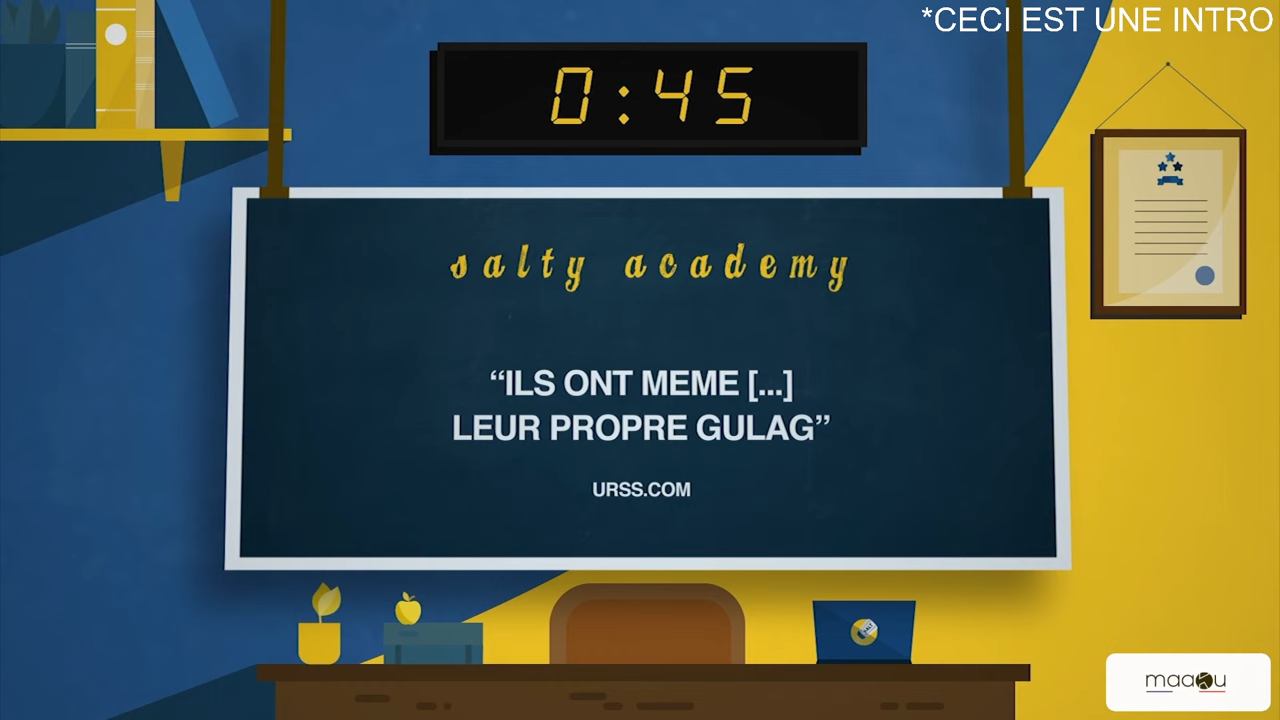 *CECI EST UNE INTRO
0:45
salty academy
“ILS ONT MEME [...]
LEUR PROPRE GULAG”
URSS.COM
maaku